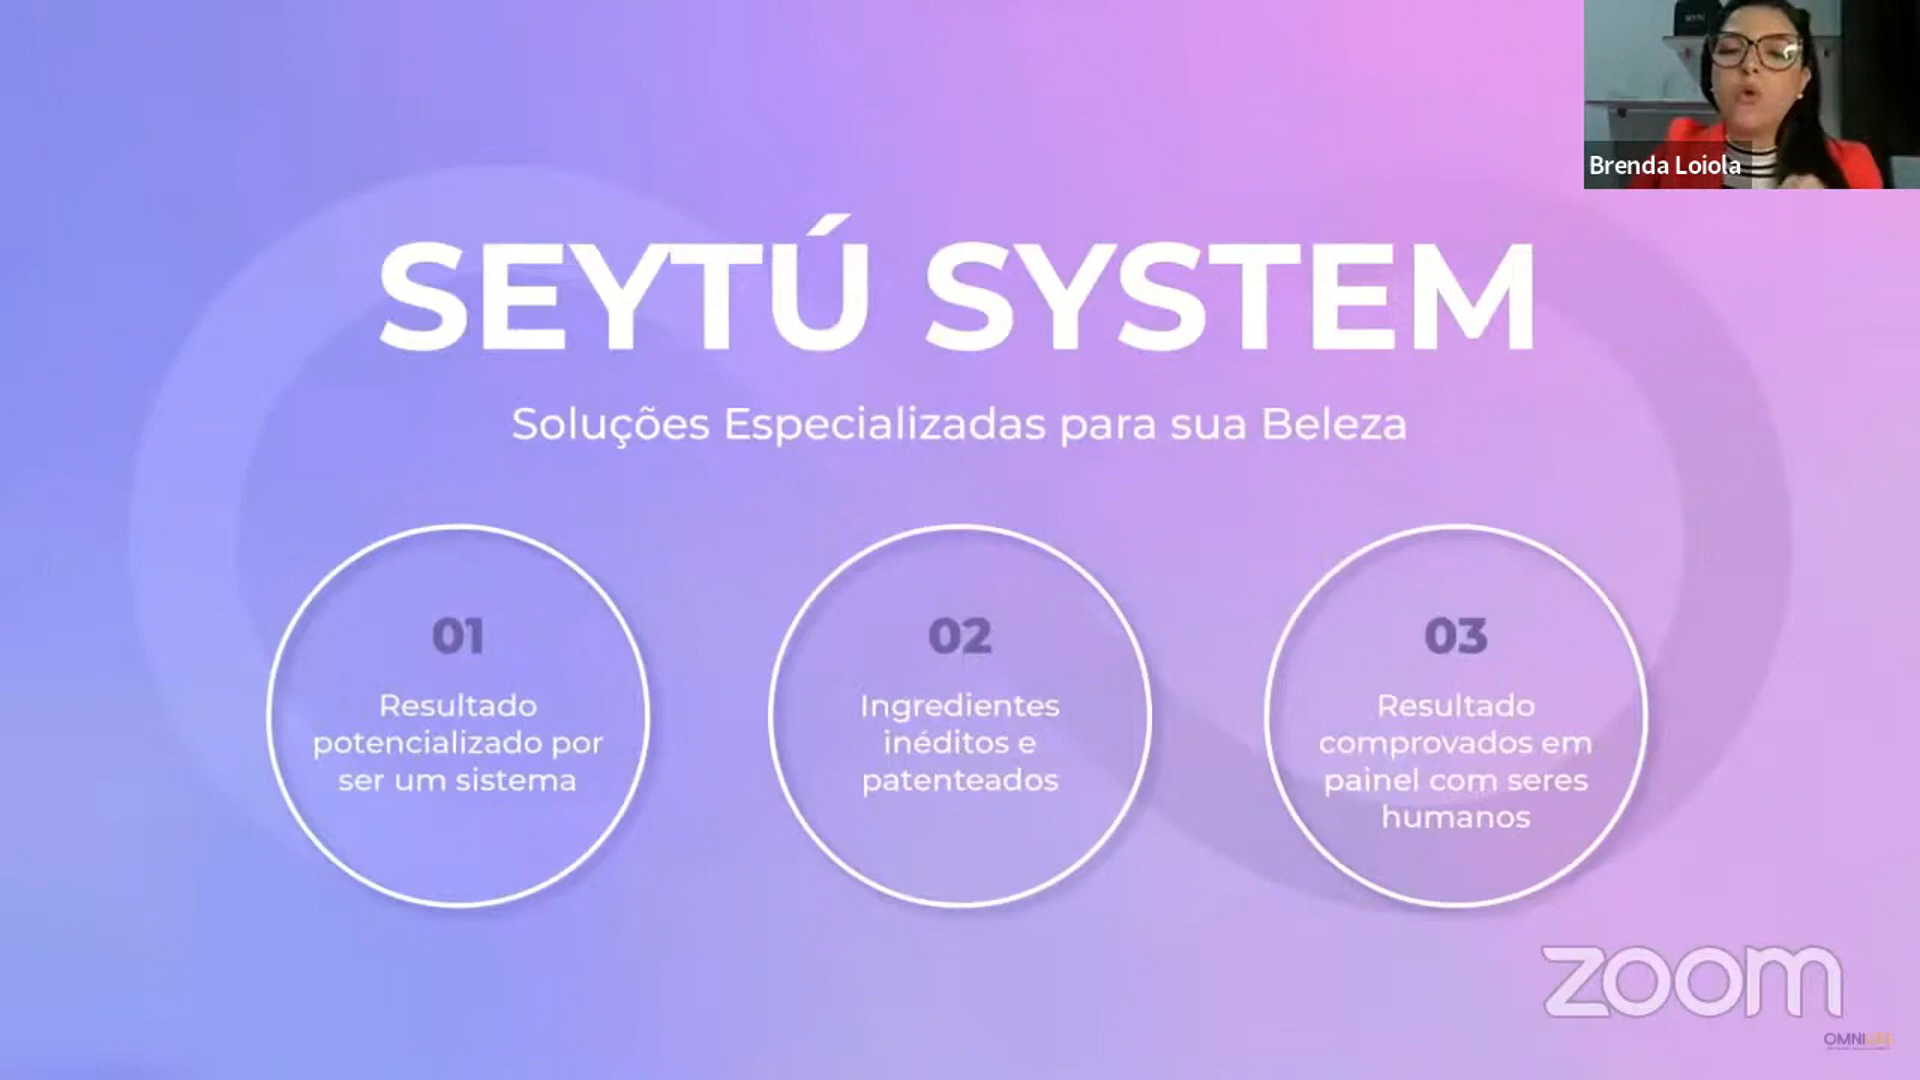 Brenda Loiola
SEYTÚ SYSTEM
Soluções Especializadas para sua Beleza
01
Resultado
potencializado por
ser um sistema
02
Ingredientes
inéditos e
patenteados
03
Resultado
comprovados em
painel com seres
humanos
zoom
OMNILIFE